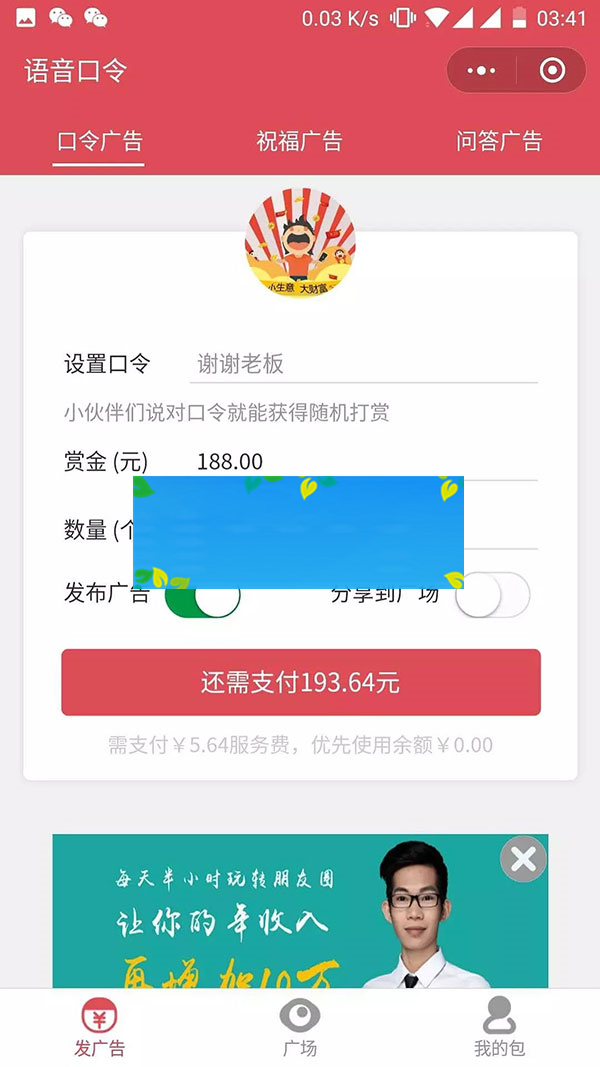 0.03 K/s 03:41
语音口令
口令广告 祝福广告 问答广告
小生意 大财富
设置口令 谢谢老板
小伙伴们说对口令就能获得随机打赏
赏金 (元) 188.00
数量 (个
发布广告 分享到广场
还需支付193.64元
需支付￥5.64服务费，优先使用余额￥0.00
每天半小时玩转朋友圈
让你的年收入
再增加10万
发广告 广场 我的包